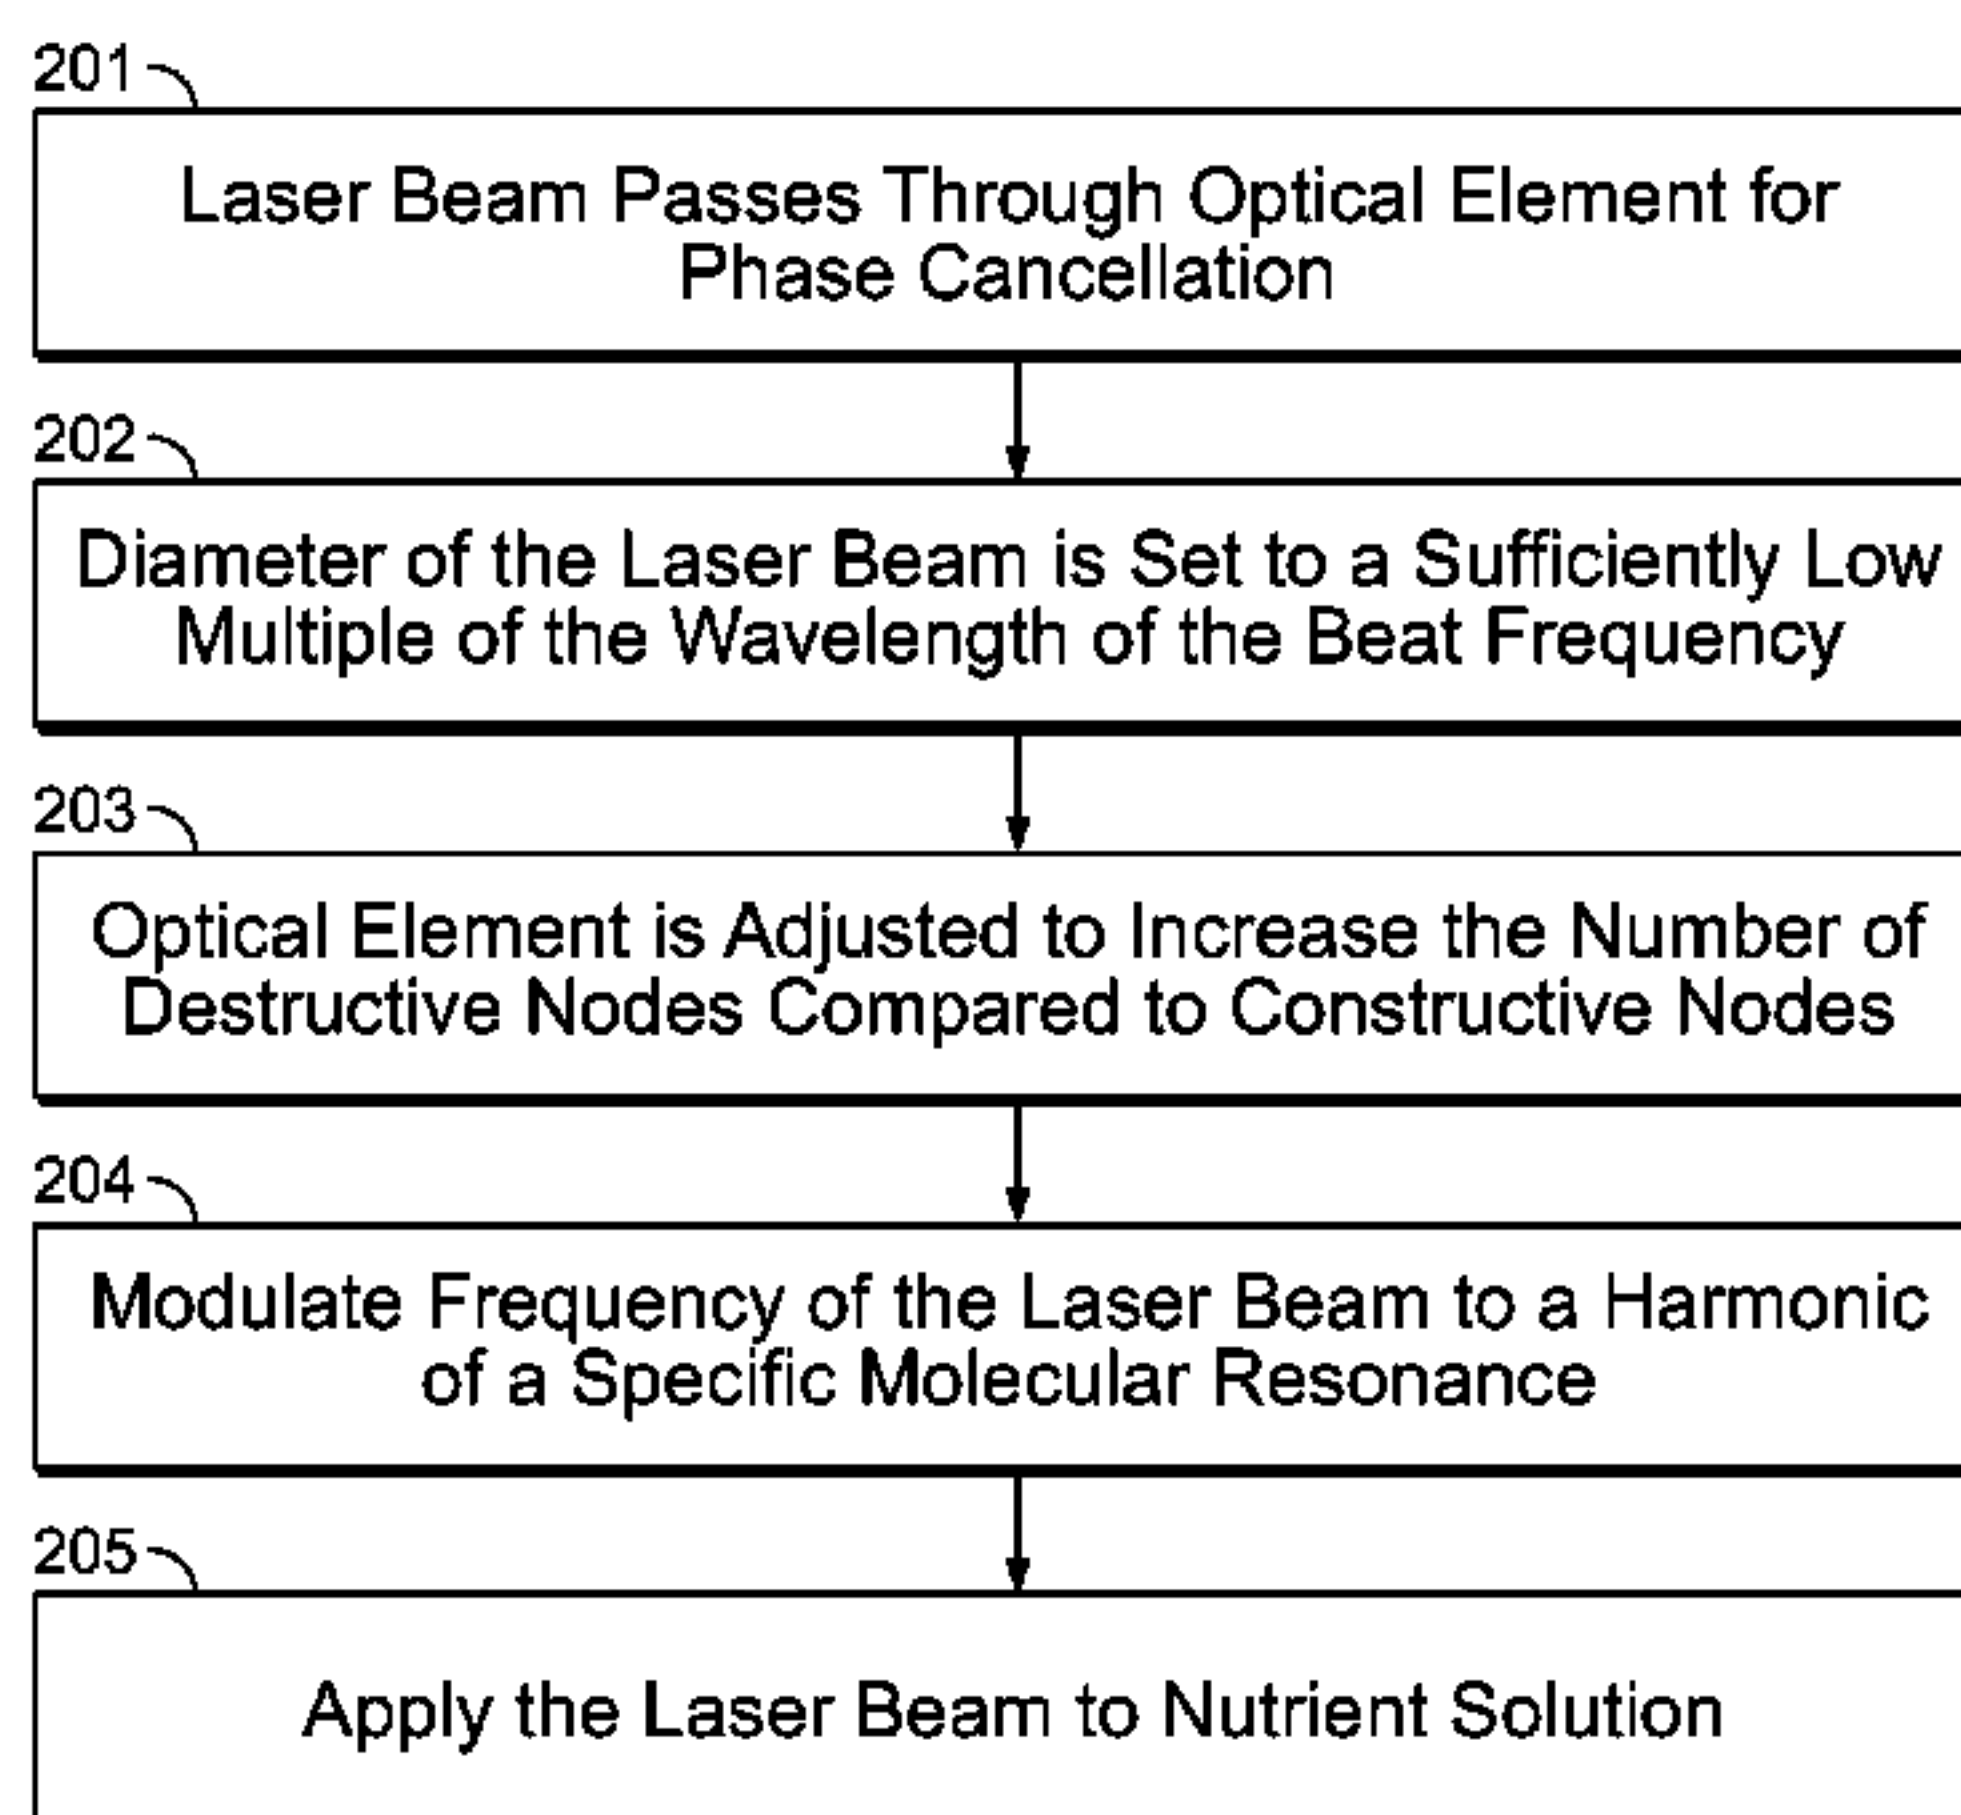 201
Laser Beam Passes Through Optical Element for
Phase Cancellation
202
Diameter of the Laser Beam is Set to a Sufficiently Low
Multiple of the Wavelength of the Beat Frequency
203
Optical Element is Adjusted to Increase the Number of
Destructive Nodes Compared to Constructive Nodes
204
Modulate Frequency of the Laser Beam to a Harmonic
of a Specific Molecular Resonance
205
Apply the Laser Beam to Nutrient Solution